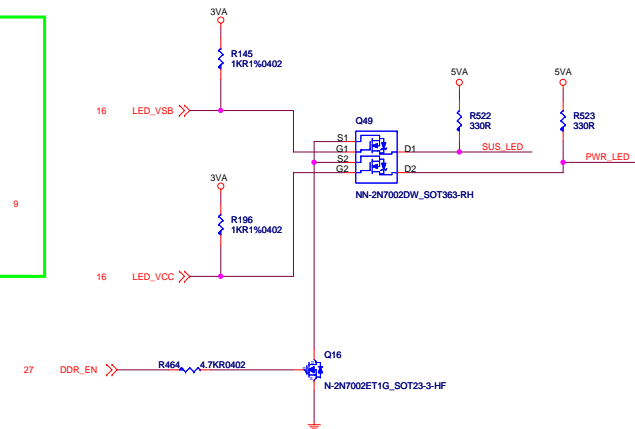 3VA
R145
1KR1%0402
16 LED_VSB
5VA
5VA
R522
330R
R523
330R
Q49
S1
G1
S2
G2
D1
D2
SUS_LED
PWR_LED
NN-2N7002DW_SOT363-RH
3VA
9
R196
1KR1%0402
16 LED_VCC
Q16
27 DDR_EN
R464 4.7KR0402
N-2N7002ET1G_SOT23-3-HF